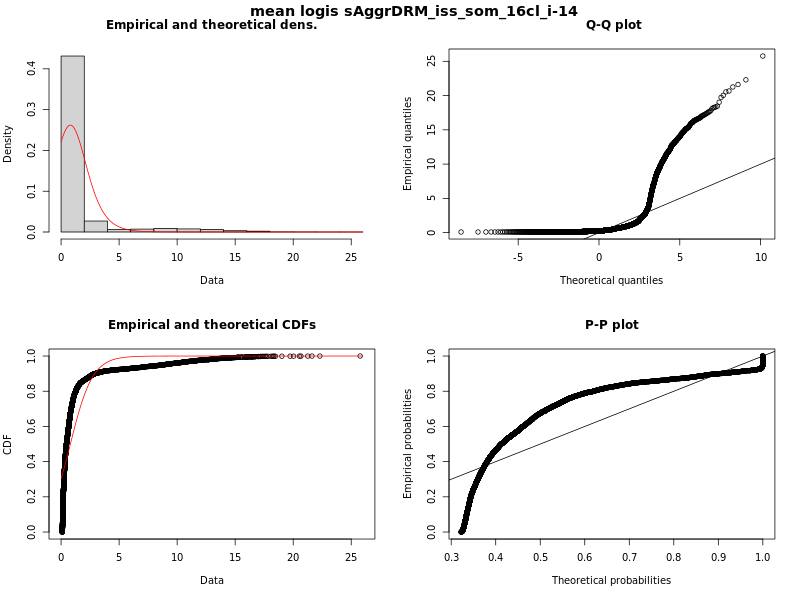 mean logis sAggrDRM_iss_som_16cl_i-14
Empirical and theoretical dens.
Density
0.0 0.1 0.2 0.3 0.4
0 5 10 15 20 25
Data
Q-Q plot
Empirical quantiles
0 5 10 15 20 25
-5 0 5 10
Theoretical quantiles
Empirical and theoretical CDFs
CDF
0.0 0.2 0.4 0.6 0.8 1.0
0 5 10 15 20 25
Data
P-P plot
Empirical probabilities
0.0 0.2 0.4 0.6 0.8 1.0
0.3 0.4 0.5 0.6 0.7 0.8 0.9 1.0
Theoretical probabilities